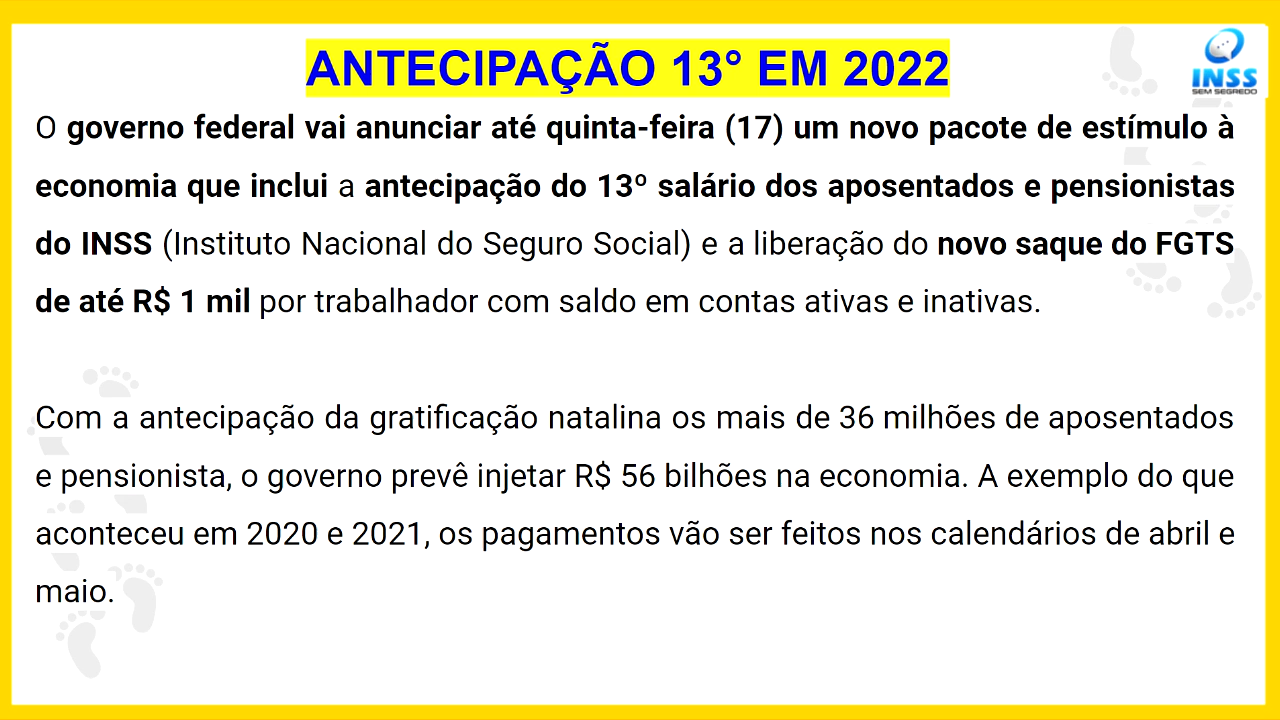 ANTECIPAÇÃO 13° EM 2022
INSS
SEM SEGREDO
O governo federal vai anunciar até quinta-feira (17) um novo pacote de estímulo à
economia que inclui a antecipação do 13º salário dos aposentados e pensionistas
do INSS (Instituto Nacional do Seguro Social) e a liberação do novo saque do FGTS
de até R$ 1 mil por trabalhador com saldo em contas ativas e inativas.
Com a antecipação da gratificação natalina os mais de 36 milhões de aposentados
e pensionista, o governo prevê injetar R$ 56 bilhões na economia. A exemplo do que
aconteceu em 2020 e 2021, os pagamentos vão ser feitos nos calendários de abril e
maio.